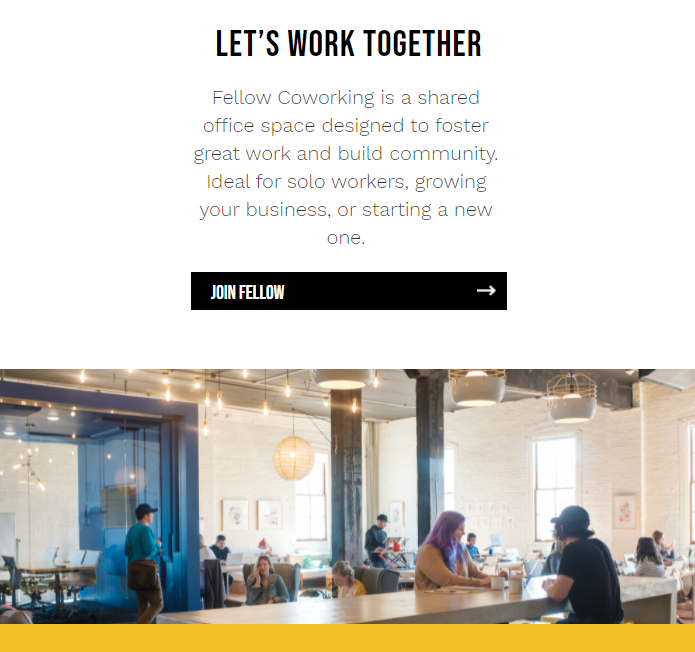 LET’S WORK TOGETHER
Fellow Coworking is a shared
office space designed to foster
great work and build community.
Ideal for solo workers, growing
your business, or starting a new
one.
JOIN FELLOW →